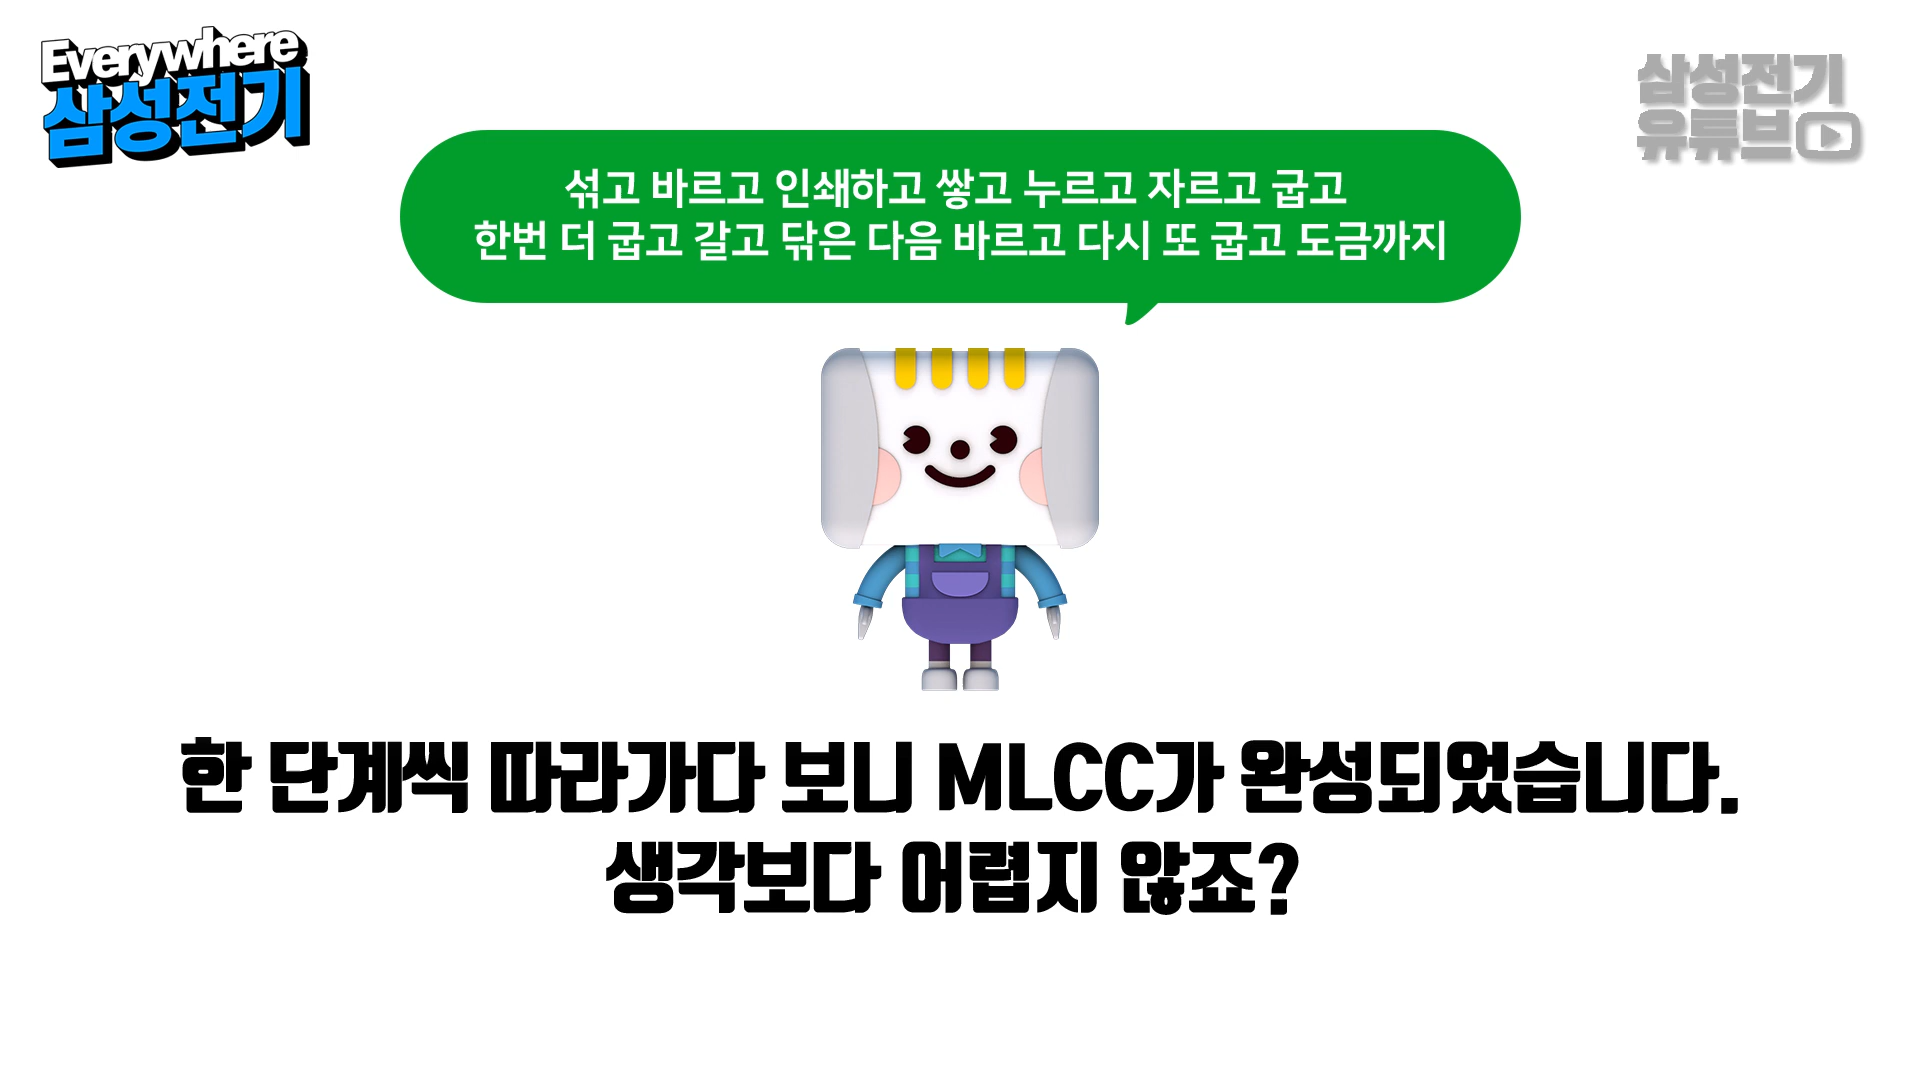 Everywhere
삼성전기
삼성전기
유튜브
섞고 바르고 인쇄하고 쌓고 누르고 자르고 굽고
한번 더 굽고 갈고 닦은 다음 바르고 다시 또 굽고 도금까지
한 단계씩 따라가다 보니 MLCC가 완성되었습니다.
생각보다 어렵지 않죠?